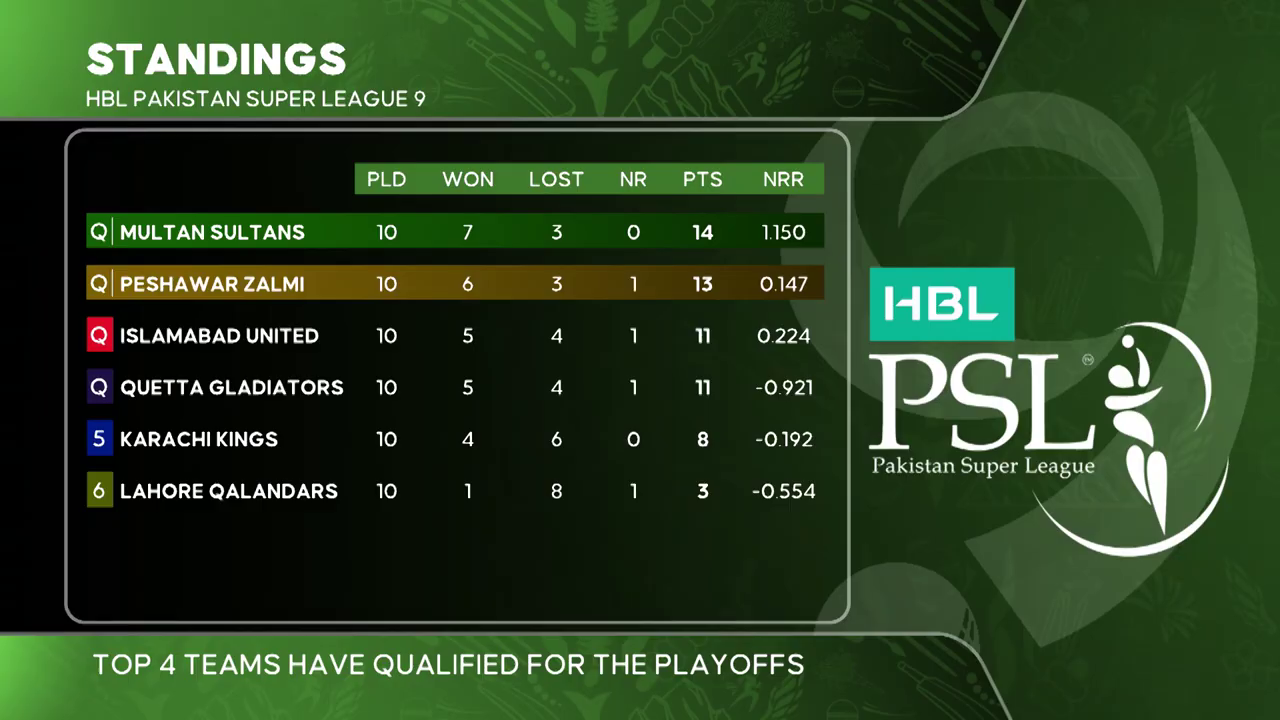 STANDINGS
HBL PAKISTAN SUPER LEAGUE 9
PLD WON LOST NR PTS NRR
Q MULTAN SULTANS 10 7 3 0 14 1.150
Q PESHAWAR ZALMI 10 6 3 1 13 0.147
Q ISLAMABAD UNITED 10 5 4 1 11 0.224
Q QUETTA GLADIATORS 10 5 4 1 11 -0.921
5 KARACHI KINGS 10 4 6 0 8 -0.192
6 LAHORE QALANDARS 10 1 8 1 3 -0.554
HBL
PSL™
Pakistan Super League
TOP 4 TEAMS HAVE QUALIFIED FOR THE PLAYOFFS